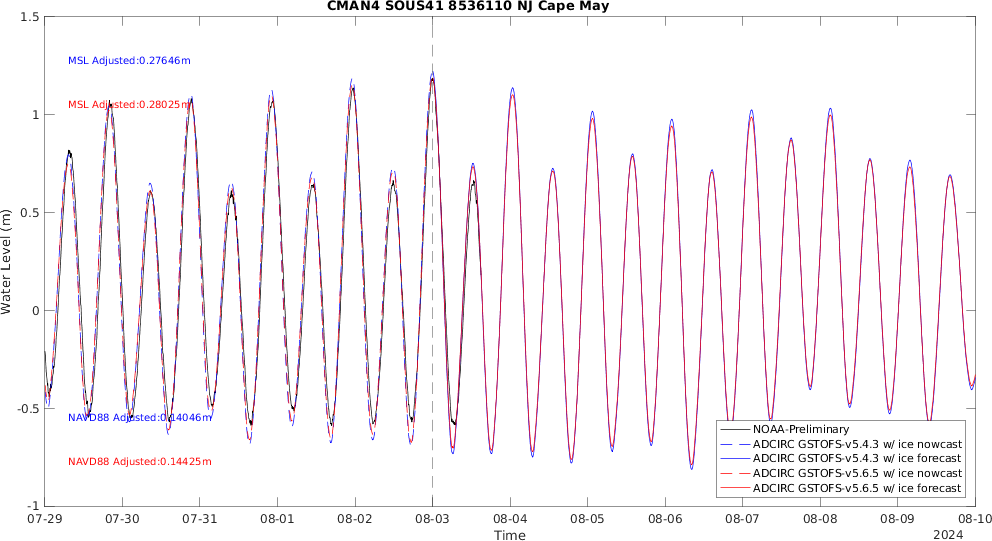 CMAN4 SOUS41 8536110 NJ Cape May
1.5
MSL Adjusted:0.27646m
MSL Adjusted:0.28025m
1
0.5
Water Level (m)
0
-0.5
NAVD88 Adjusted:0.14046m
NAVD88 Adjusted:0.14425m
NOAA-Preliminary
ADCIRC GSTOFS-v5.4.3 w/ ice nowcast
ADCIRC GSTOFS-v5.4.3 w/ ice forecast
ADCIRC GSTOFS-v5.6.5 w/ ice nowcast
ADCIRC GSTOFS-v5.6.5 w/ ice forecast
-1
07-29 07-30 07-31 08-01 08-02 08-03 08-04 08-05 08-06 08-07 08-08 08-09 08-10
Time
2024